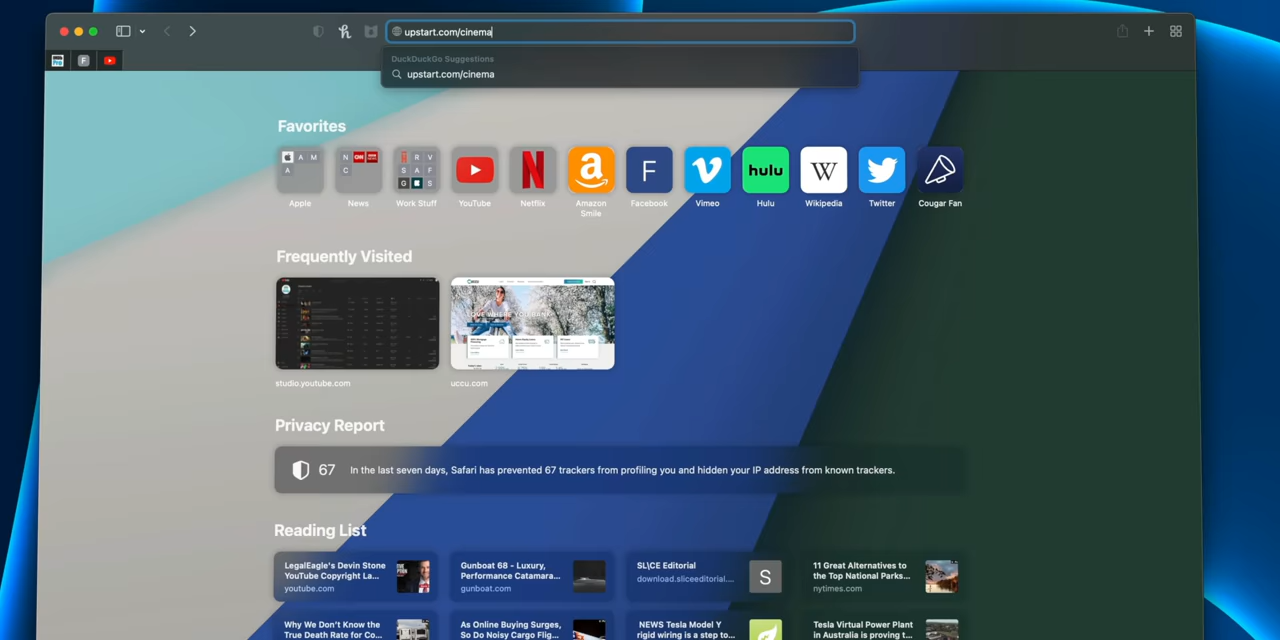 upstart.com/cinema
DuckDuckGo Suggestions
upstart.com/cinema
Favorites
hulu
Apple
News
Work Stuff
YouTube
Netflix
Amazon
Smile
Facebook
Vimeo
Hulu
Wikipedia
Twitter
Cougar Fan
Frequently Visited
studio.youtube.com
uccu.com
Privacy Report
67
In the last seven days, Safari has prevented 67 trackers from profiling you and hidden your IP address from known trackers.
Reading List
LegalEagle's Devin Stone
YouTube Copyright La...
youtube.com
Gunboat 68 - Luxury,
Performance Catamara...
gunboat.com
SL\CE Editorial
download.sliceeditorial....
S
11 Great Alternatives to
the Top National Parks...
nytimes.com
Why We Don't Know the
True Death Rate for Co...
As Online Buying Surges,
So Do Noisy Cargo Flig...
NEWS Tesla Model Y
rigid wiring is a step to...
Tesla Virtual Power Plant
in Australia is proving t...